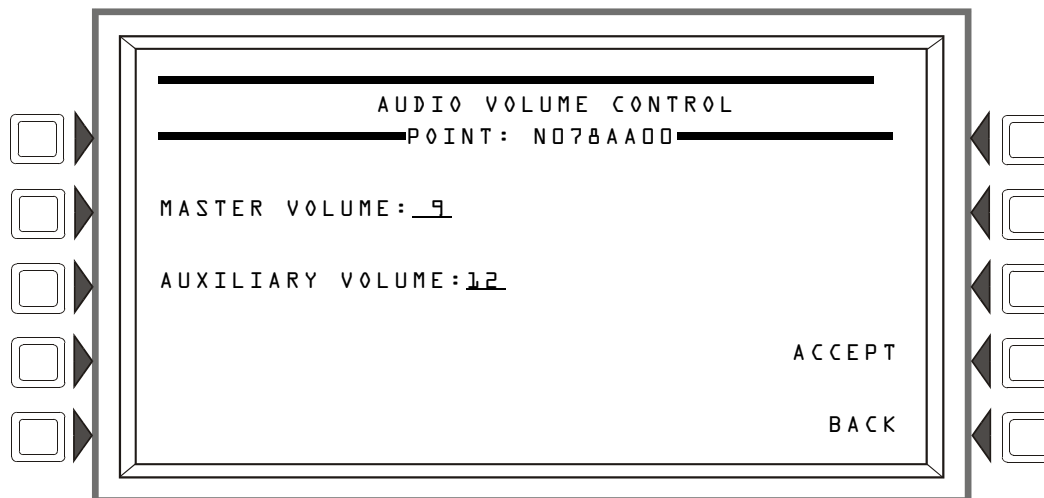 AUDIO VOLUME CONTROL
POINT: N078AA00
MASTER VOLUME: 9
AUXILIARY VOLUME:12
ACCEPT
BACK